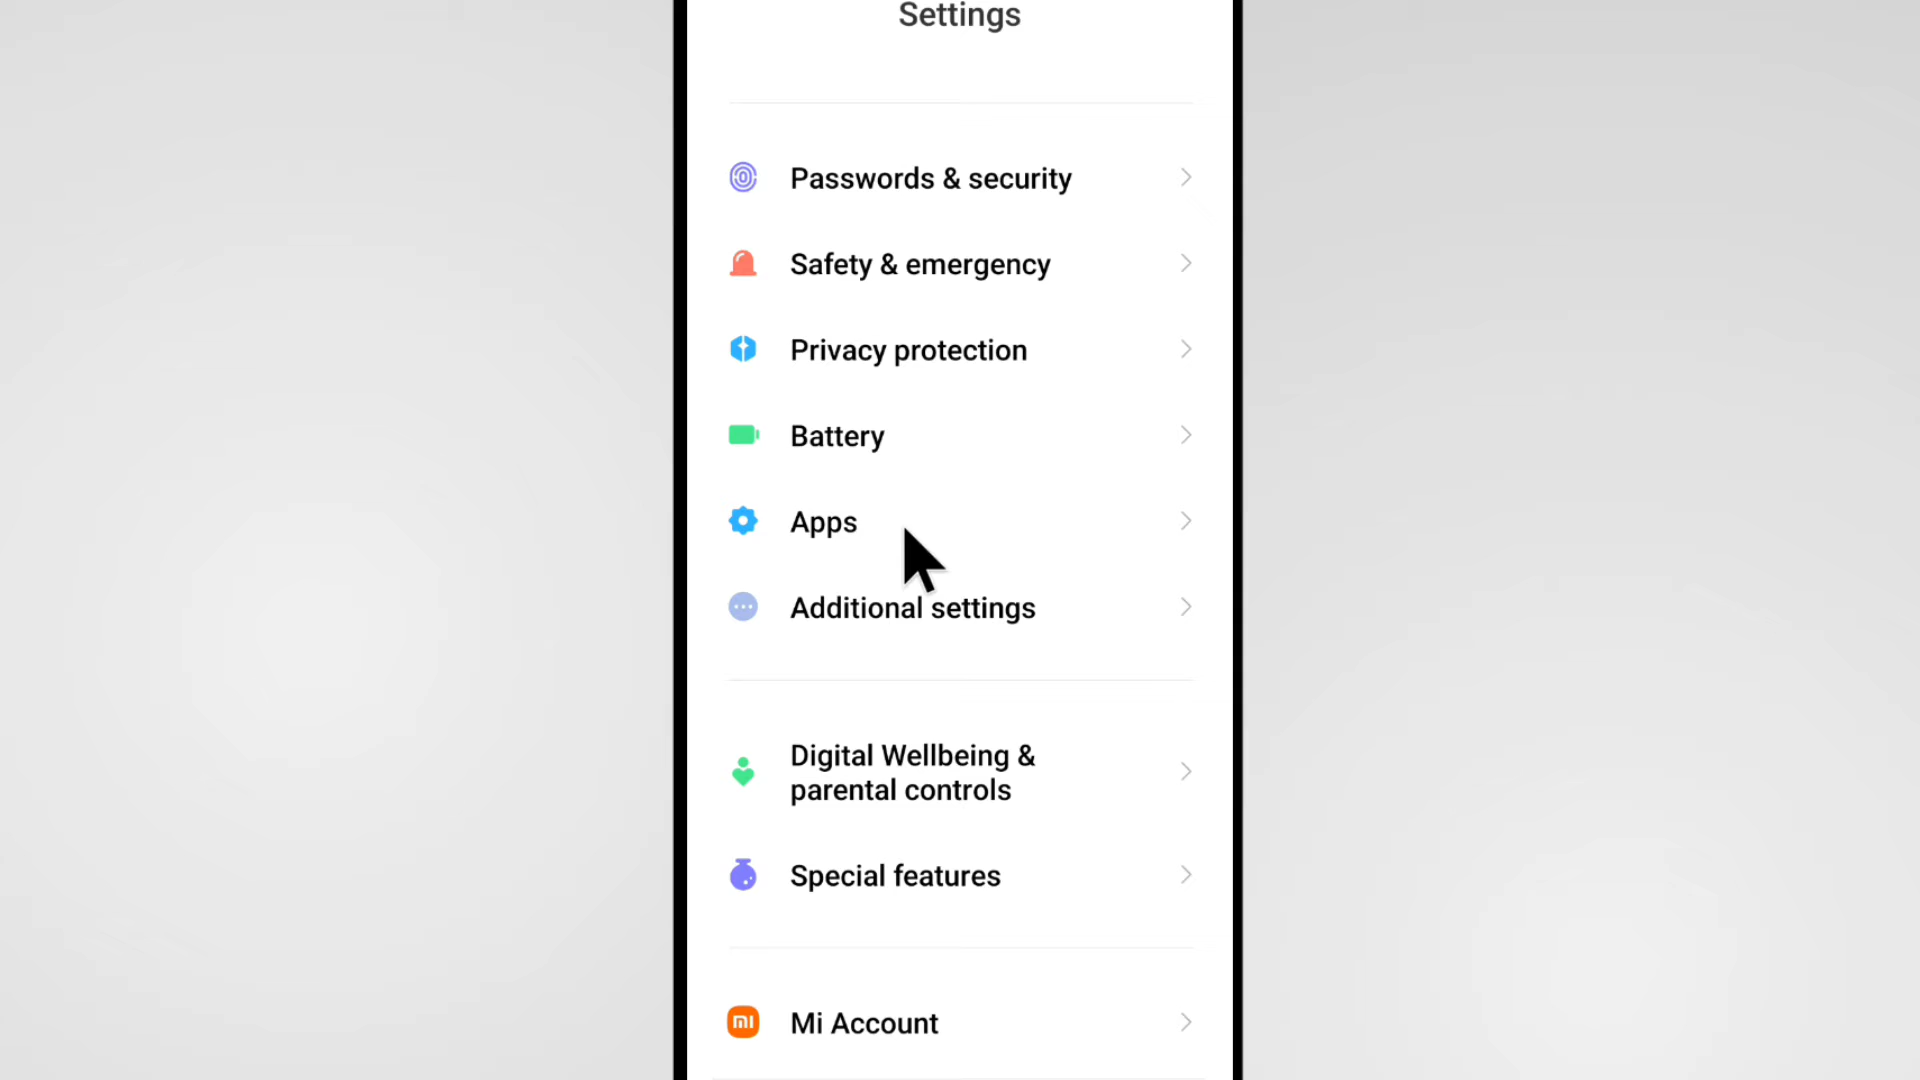 Settings
Passwords & security
Safety & emergency
Privacy protection
Battery
Apps
Additional settings
Digital Wellbeing &
parental controls
Special features
mi
Mi Account